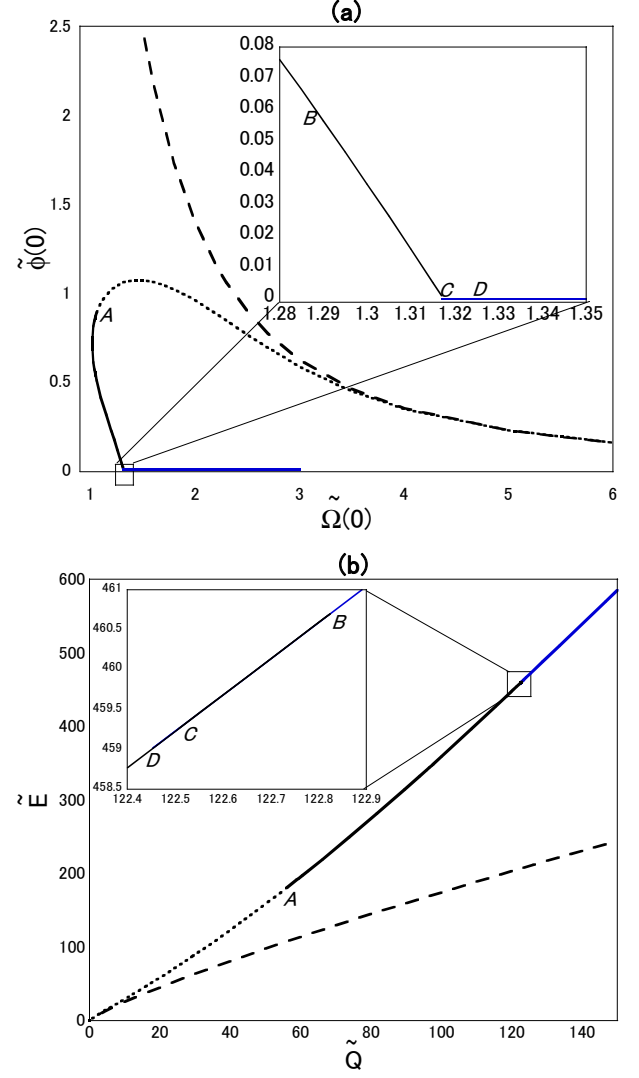 (a)
2.5
2
1.5
1
0.5
0
φ̃(0)
0.08
0.07
0.06
0.05
0.04
0.03
0.02
0.01
0
B
C D
1.28 1.29 1.3 1.31 1.32 1.33 1.34 1.35
A
1 2 3 4 5 6
Ω̃(0)
(b)
600
500
400
300
200
100
0
Ẽ
461
460.5
460
459.5
459
458.5
B
C
D
122.4 122.5 122.6 122.7 122.8 122.9
A
0 20 40 60 80 100 120 140
Q̃